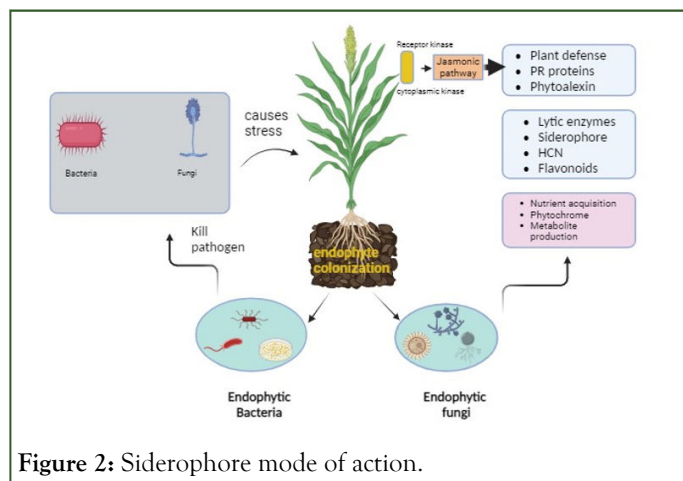 Receptor kinase
Jasmonic
pathway
cytoplasmic kinase
• Plant defense
• PR proteins
• Phytoalexin
causes
stress
Bacteria
Fungi
• Lytic enzymes
• Siderophore
• HCN
• Flavonoids
• Nutrient acquisition
• Phytochrome
• Metabolite
production
Kill
pathogen
endophyte
colonization
Endophytic
Bacteria
Endophytic
fungi
Figure 2: Siderophore mode of action.